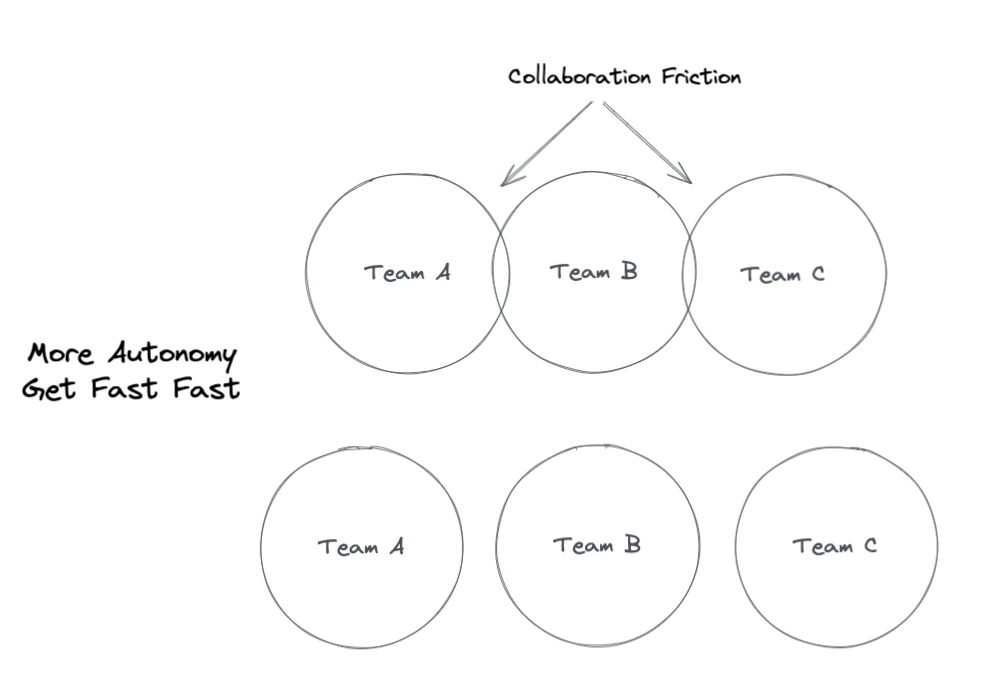 Collaboration Friction
Team A
Team B
Team C
More Autonomy
Get Fast Fast
Team A
Team B
Team C